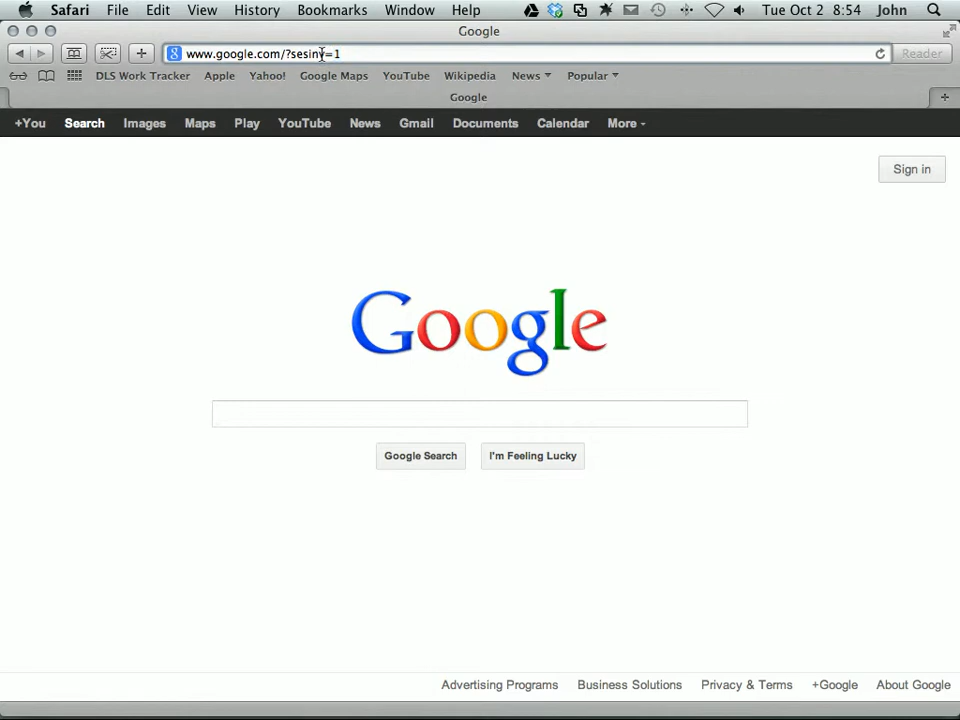 Safari File Edit View History Bookmarks Window Help Tue Oct 2 8:54 John
Google
www.google.com/?sesinv=1 Reader
DLS Work Tracker Apple Yahoo! Google Maps YouTube Wikipedia News Popular
Google
+You Search Images Maps Play YouTube News Gmail Documents Calendar More
Sign in
Google
Google Search I'm Feeling Lucky
Advertising Programs Business Solutions Privacy & Terms +Google About Google